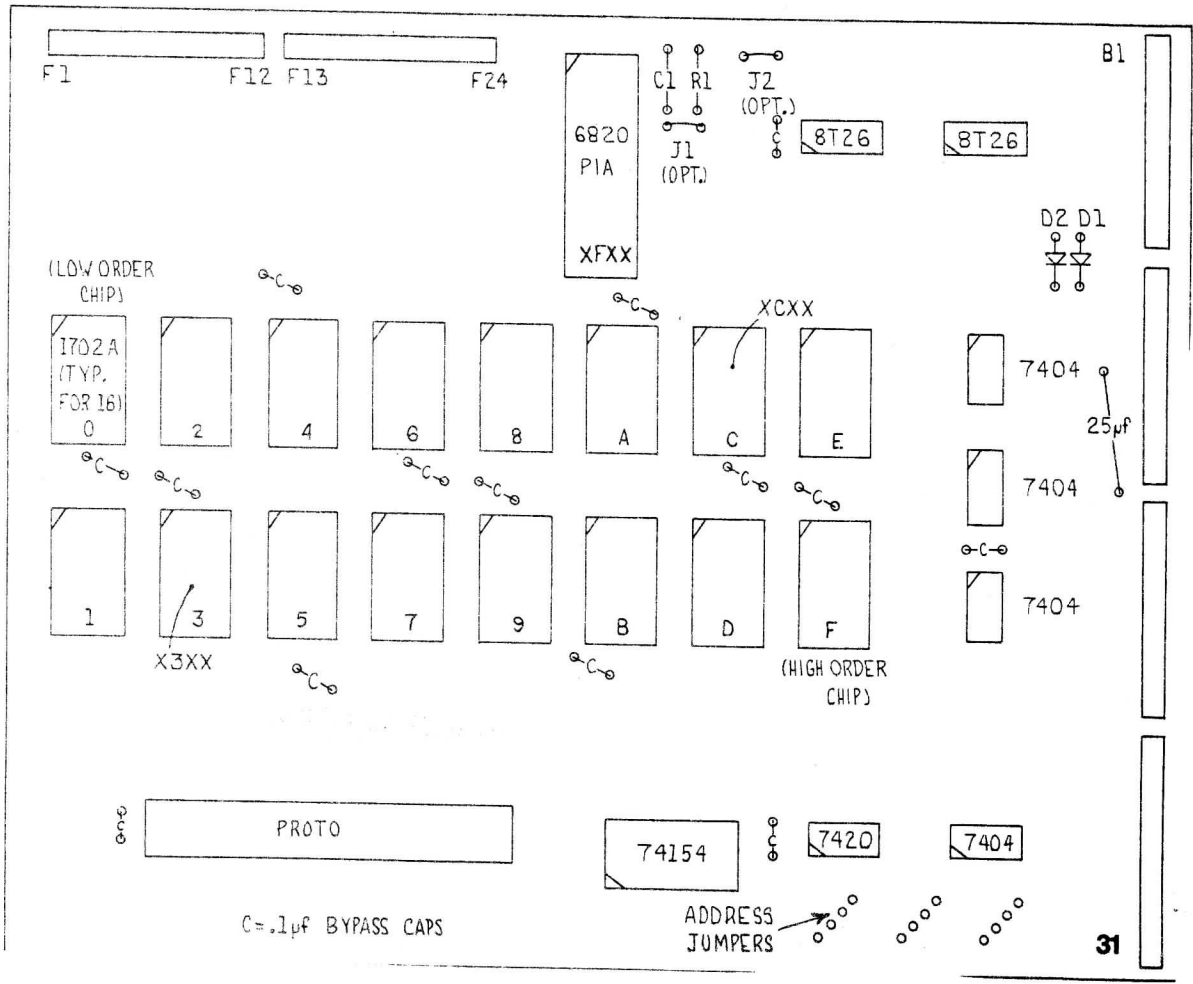 B1
F1 F12 F13 F24
C1 R1 J2
(OPT.)
6820
PIA
XFXX
J1
(OPT.)
C
8T26
8T26
D2 D1
(LOW ORDER
CHIP)
C
C
XCXX
1702A
(TYP.
FOR 16)
0
2
4
6
8
A
C
E
7404
25µf
7404
C
C
C
C
C
C
C
7404
1
3
5
7
9
B
D
F
X3XX
C
C
(HIGH ORDER
CHIP)
C
PROTO
74154
C
7420
7404
C=.1µf BYPASS CAPS
ADDRESS
JUMPERS
31